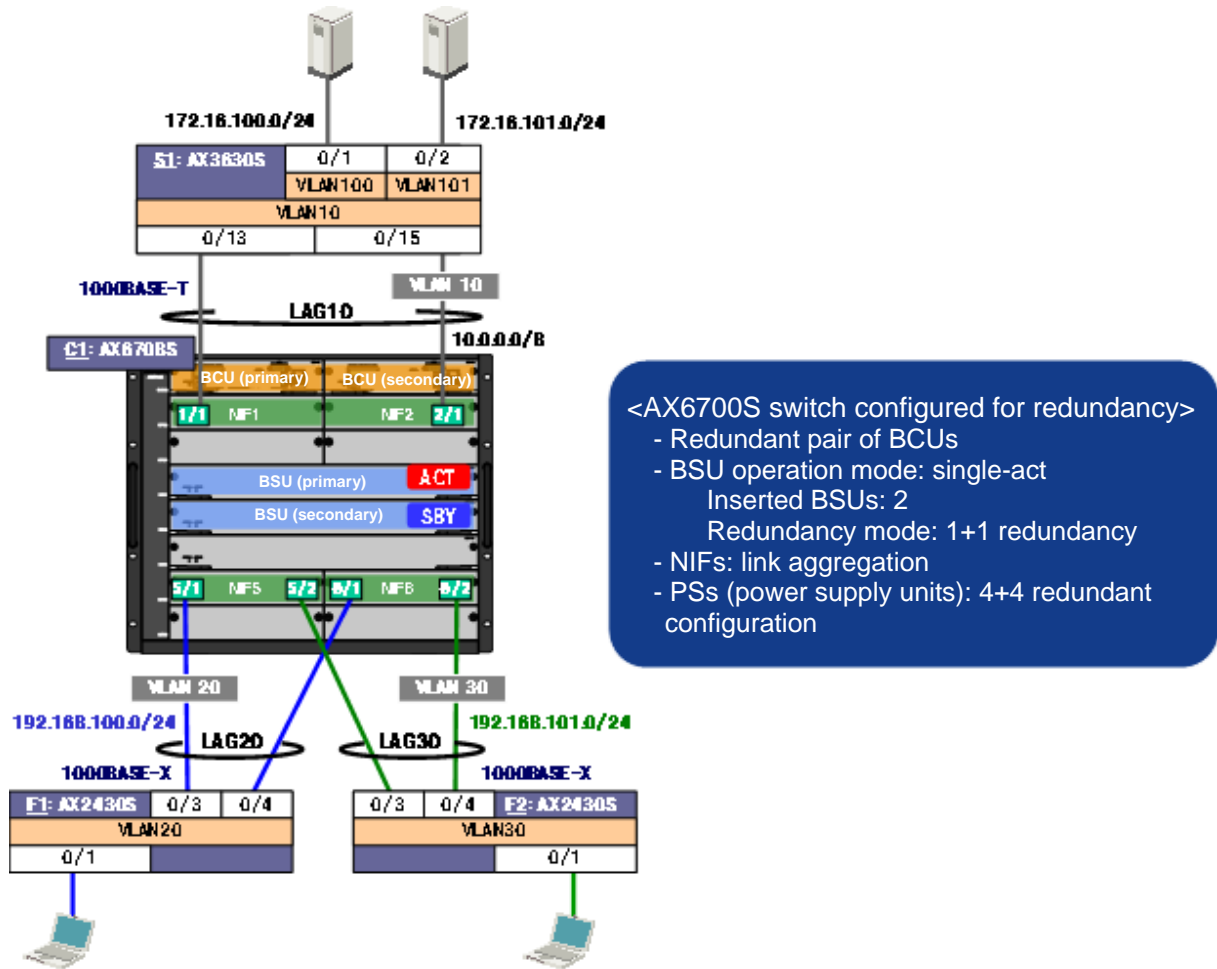 172.16.100.0/24
172.16.101.0/24
S1: AX3630S
0/1
0/2
VLAN100
VLAN101
VLAN10
0/13
0/15
1000BASE-T
VLAN 10
LAG10
10.0.0.0/8
C1: AX6708S
BCU (primary)
BCU (secondary)
1/1
NIF1
NIF2
2/1
BSU (primary)
ACT
BSU (secondary)
SBY
5/1
NIF5
5/2
6/1
NIF6
6/2
<AX6700S switch configured for redundancy>
- Redundant pair of BCUs
- BSU operation mode: single-act
Inserted BSUs: 2
Redundancy mode: 1+1 redundancy
- NIFs: link aggregation
- PSs (power supply units): 4+4 redundant
configuration
VLAN 20
VLAN 30
192.168.100.0/24
192.168.101.0/24
LAG20
LAG30
1000BASE-X
1000BASE-X
F1: AX2430S
0/3
0/4
VLAN20
0/1
0/3
0/4
F2: AX2430S
VLAN30
0/1